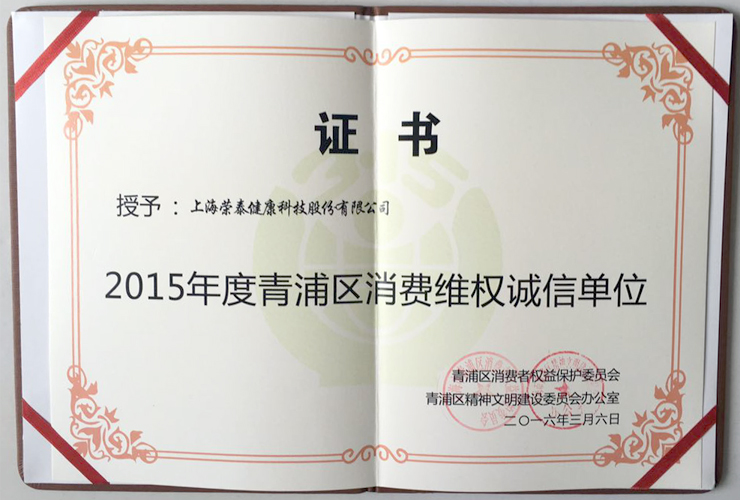 证 书
授予：上海荣泰健康科技股份有限公司
2015年度青浦区消费维权诚信单位
青浦区消费者权益保护委员会
青浦区精神文明建设委员会办公室
二〇一六年三月六日